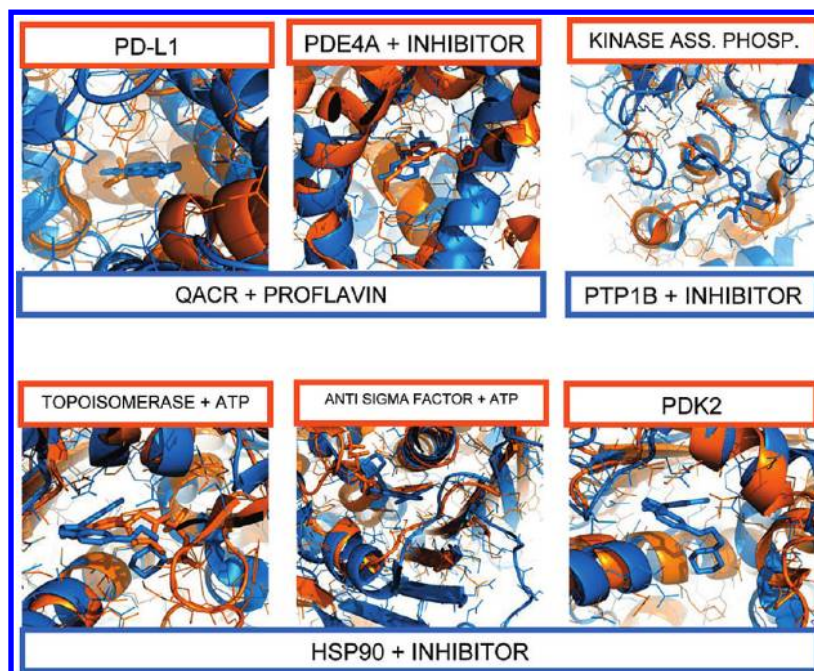 PD-L1
PDE4A + INHIBITOR
KINASE ASS. PHOSP.
QACR + PROFLAVIN
PTP1B + INHIBITOR
TOPOISOMERASE + ATP
ANTI SIGMA FACTOR + ATP
PDK2
HSP90 + INHIBITOR